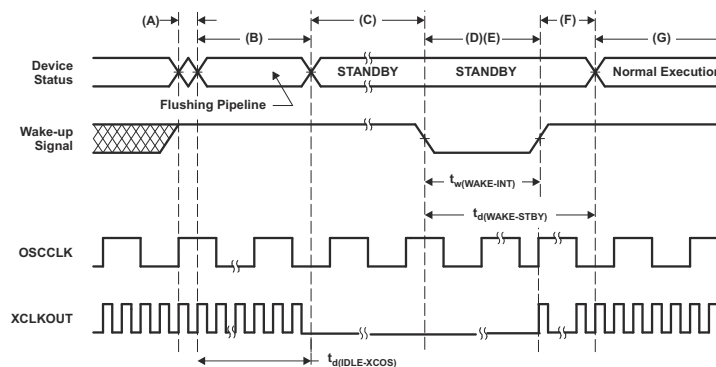 (A) (B) (C) (D)(E) (F) (G)
Device Status
STANDBY STANDBY Normal Execution
Flushing Pipeline
Wake-up Signal
tw(WAKE-INT)
td(WAKE-STBY)
OSCCLK
XCLKOUT
td(IDLE-XCOS)